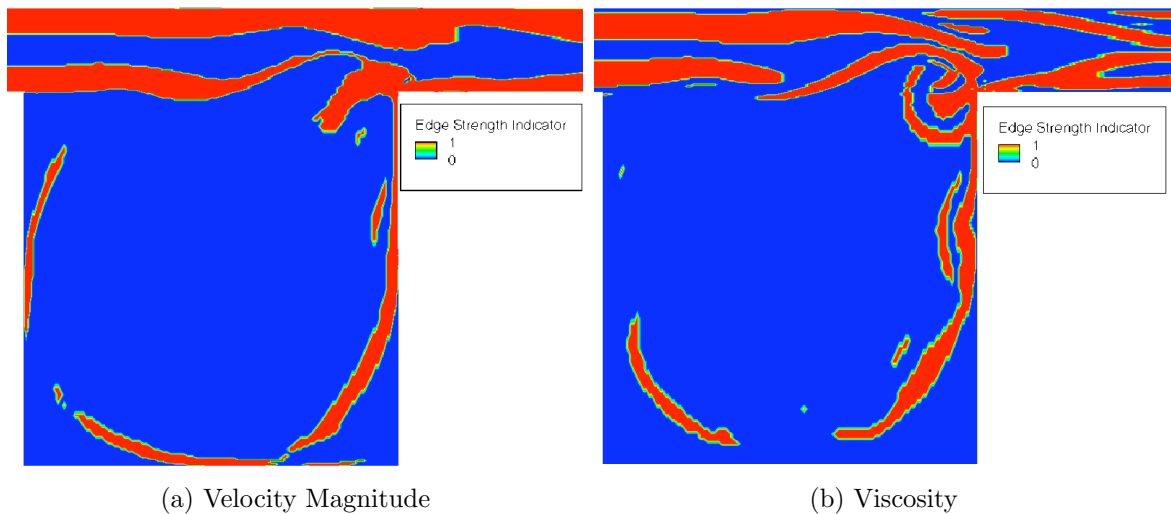 Edge Strength Indicator
1
0
Edge Strength Indicator
1
0
(a) Velocity Magnitude
(b) Viscosity